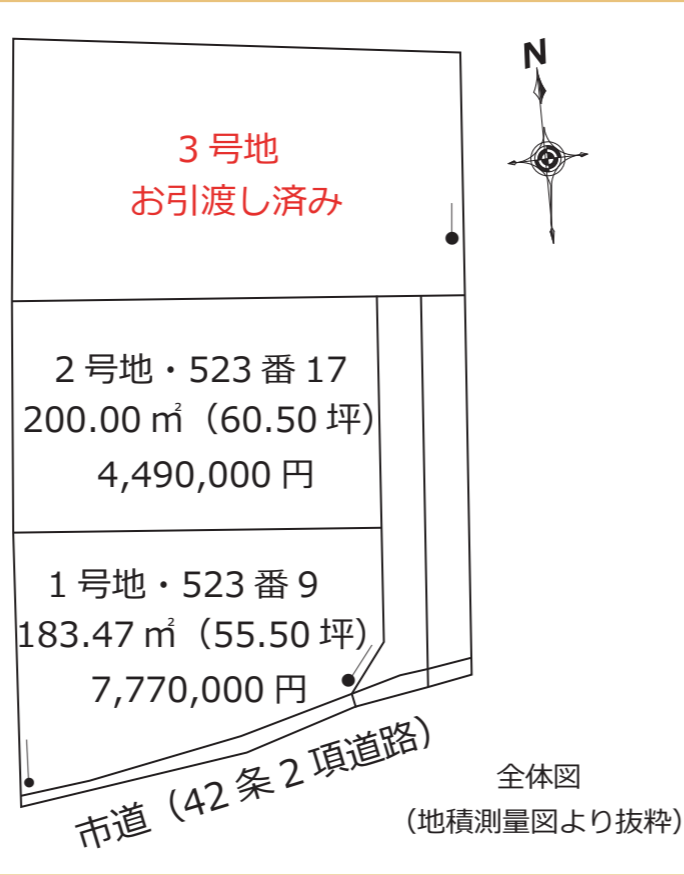 N
3 号地
お引渡し済み
2 号地・523 番 17
200.00 ㎡（60.50 坪）
4,490,000 円
1 号地・523 番 9
183.47 ㎡（55.50 坪）
7,770,000 円
市道（42 条 2 項道路）
全体図
（地積測量図より抜粋）